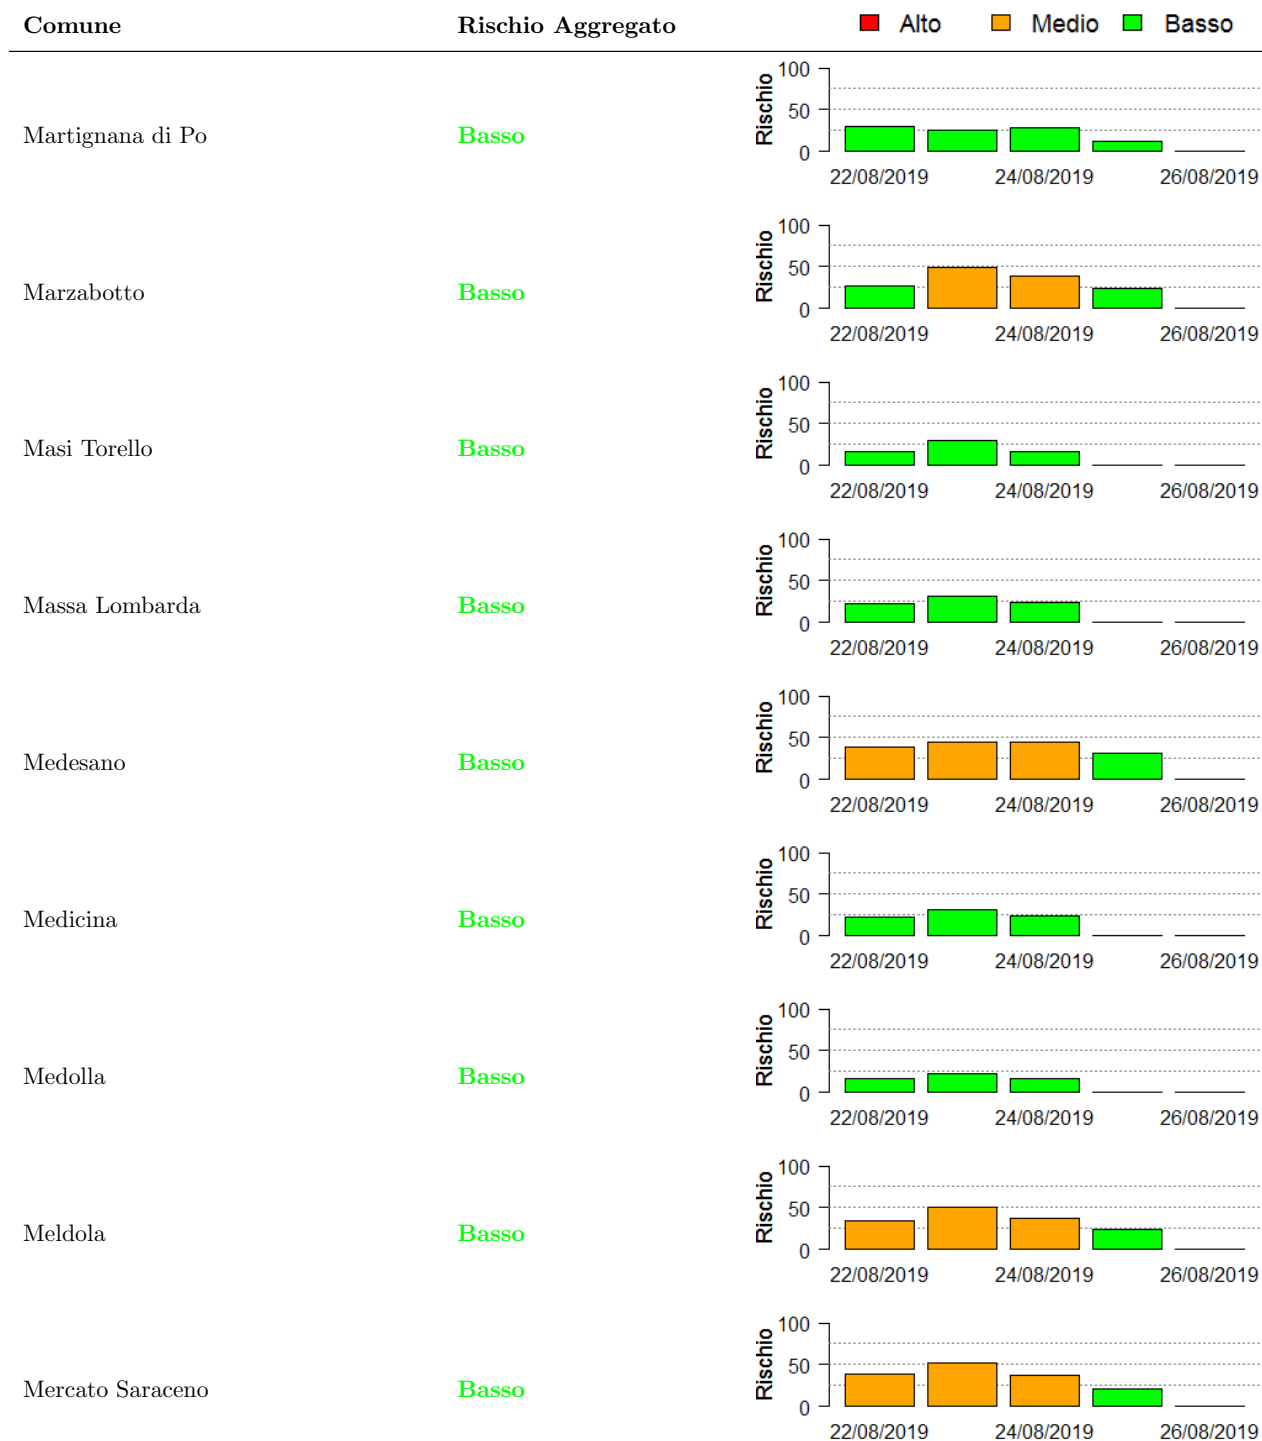 Comune Rischio Aggregato Alto Medio Basso
Martignana di Po Basso Rischio 100 50 0
22/08/2019 24/08/2019 26/08/2019
Marzabotto Basso Rischio 100 50 0
22/08/2019 24/08/2019 26/08/2019
Masi Torello Basso Rischio 100 50 0
22/08/2019 24/08/2019 26/08/2019
Massa Lombarda Basso Rischio 100 50 0
22/08/2019 24/08/2019 26/08/2019
Medesano Basso Rischio 100 50 0
22/08/2019 24/08/2019 26/08/2019
Medicina Basso Rischio 100 50 0
22/08/2019 24/08/2019 26/08/2019
Medolla Basso Rischio 100 50 0
22/08/2019 24/08/2019 26/08/2019
Meldola Basso Rischio 100 50 0
22/08/2019 24/08/2019 26/08/2019
Mercato Saraceno Basso Rischio 100 50 0
22/08/2019 24/08/2019 26/08/2019